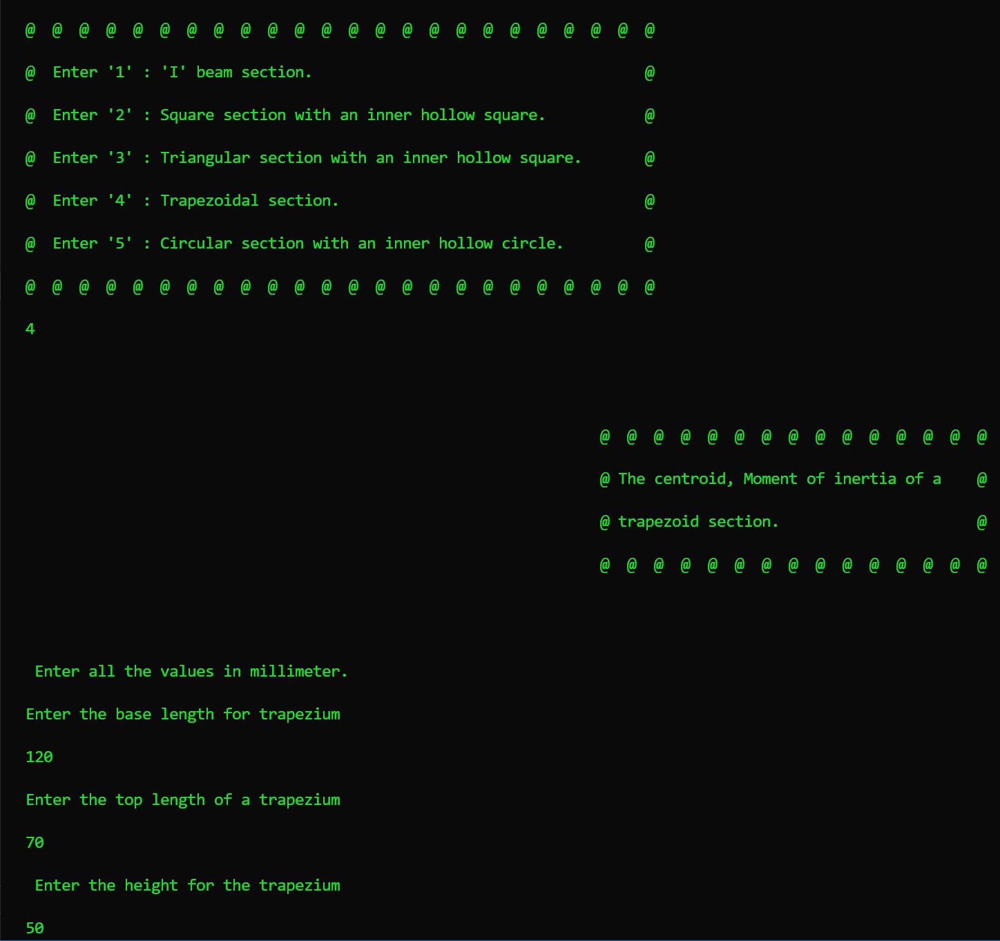 @  @  @  @  @  @  @  @  @  @  @  @  @  @  @  @  @  @  @  @  @  @  @  @
@  Enter '1' : 'I' beam section.                                     @
@  Enter '2' : Square section with an inner hollow square.           @
@  Enter '3' : Triangular section with an inner hollow square.       @
@  Enter '4' : Trapezoidal section.                                  @
@  Enter '5' : Circular section with an inner hollow circle.         @
@  @  @  @  @  @  @  @  @  @  @  @  @  @  @  @  @  @  @  @  @  @  @  @
4
@  @  @  @  @  @  @  @  @  @  @  @  @  @  @
@ The centroid, Moment of inertia of a    @
@ trapezoid section.                      @
@  @  @  @  @  @  @  @  @  @  @  @  @  @  @
Enter all the values in millimeter.
Enter the base length for trapezium
120
Enter the top length of a trapezium
70
Enter the height for the trapezium
50